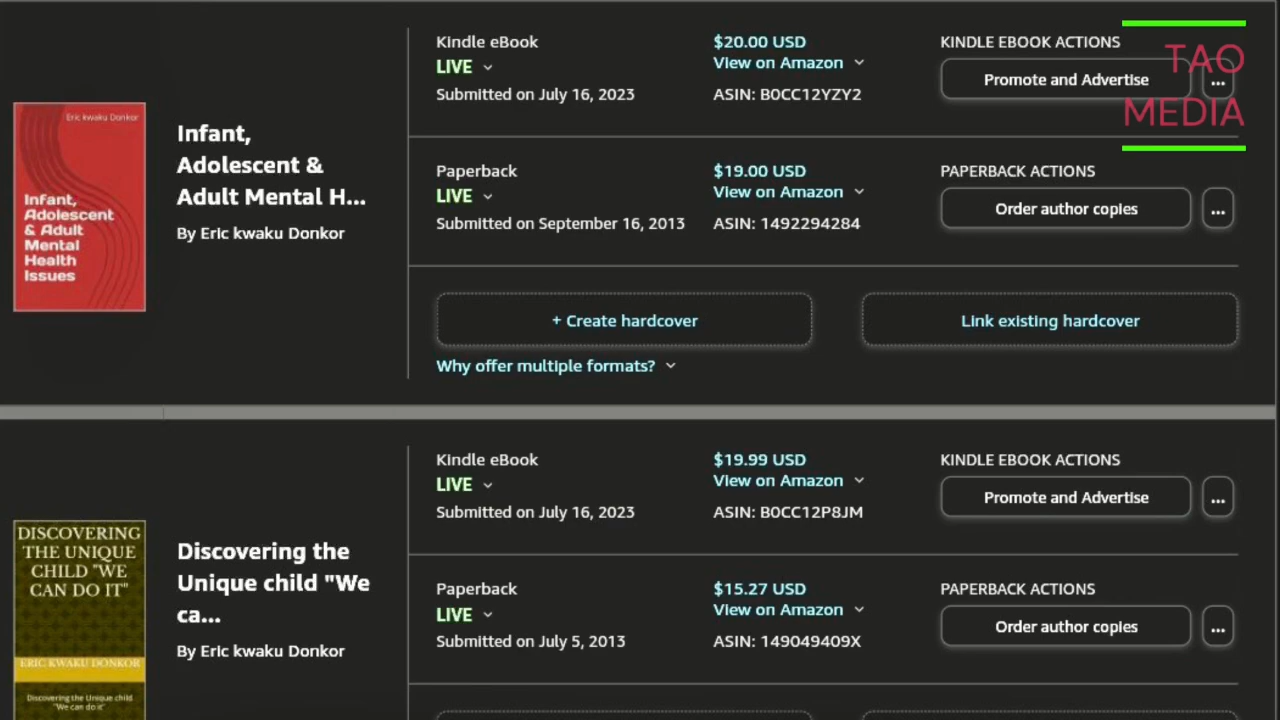 Kindle eBook
LIVE
Submitted on July 16, 2023
$20.00 USD
View on Amazon
ASIN: B0CC12YZY2
KINDLE EBOOK ACTIONS
Promote and Advertise
...
TAO
MEDIA
Eric kwaku Donkor
Infant,
Adolescent
& Adult
Mental
Health
Issues
Infant,
Adolescent &
Adult Mental H...
By Eric kwaku Donkor
Paperback
LIVE
Submitted on September 16, 2013
$19.00 USD
View on Amazon
ASIN: 1492294284
PAPERBACK ACTIONS
Order author copies
...
+ Create hardcover
Link existing hardcover
Why offer multiple formats?
Kindle eBook
LIVE
Submitted on July 16, 2023
$19.99 USD
View on Amazon
ASIN: B0CC12P8JM
KINDLE EBOOK ACTIONS
Promote and Advertise
...
DISCOVERING
THE UNIQUE
CHILD "WE
CAN DO IT"
ERIC KWAKU DONKOR
Discovering the Unique child
"We can do it"
Discovering the
Unique child "We
ca...
By Eric kwaku Donkor
Paperback
LIVE
Submitted on July 5, 2013
$15.27 USD
View on Amazon
ASIN: 149049409X
PAPERBACK ACTIONS
Order author copies
...